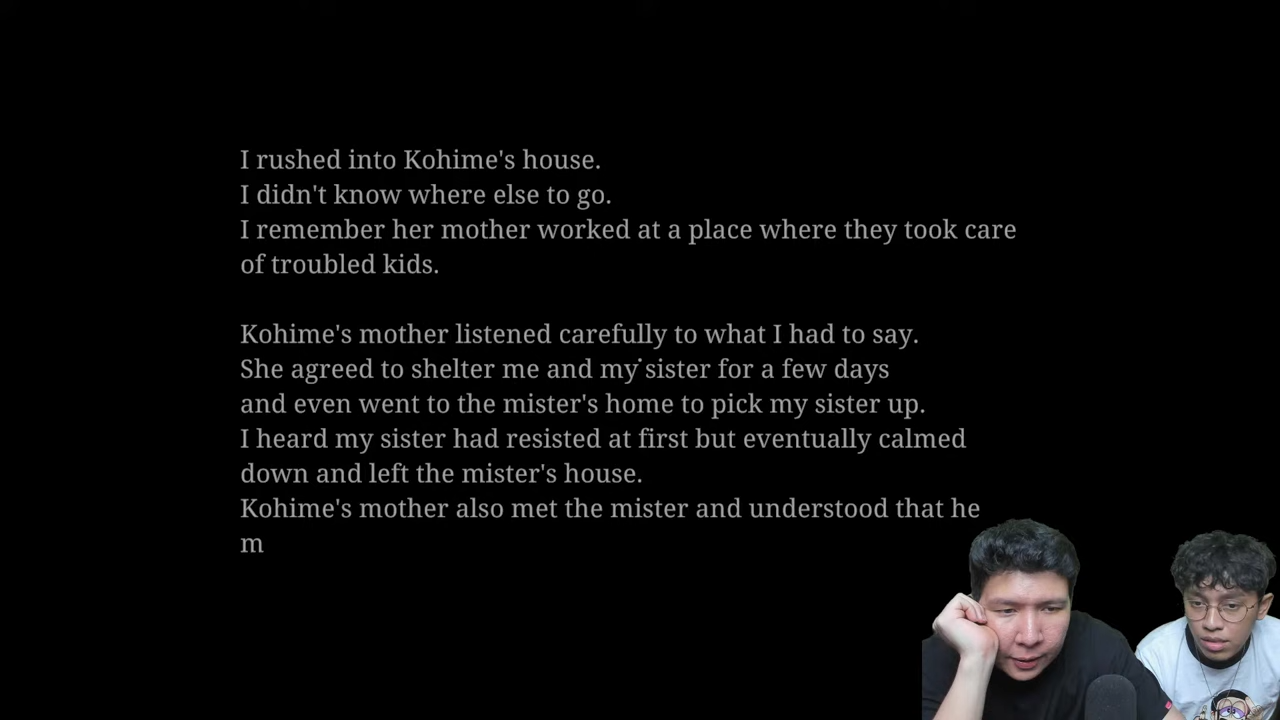 I rushed into Kohime's house.
I didn't know where else to go.
I remember her mother worked at a place where they took care
of troubled kids.
Kohime's mother listened carefully to what I had to say.
She agreed to shelter me and my sister for a few days
and even went to the mister's home to pick my sister up.
I heard my sister had resisted at first but eventually calmed
down and left the mister's house.
Kohime's mother also met the mister and understood that he
m